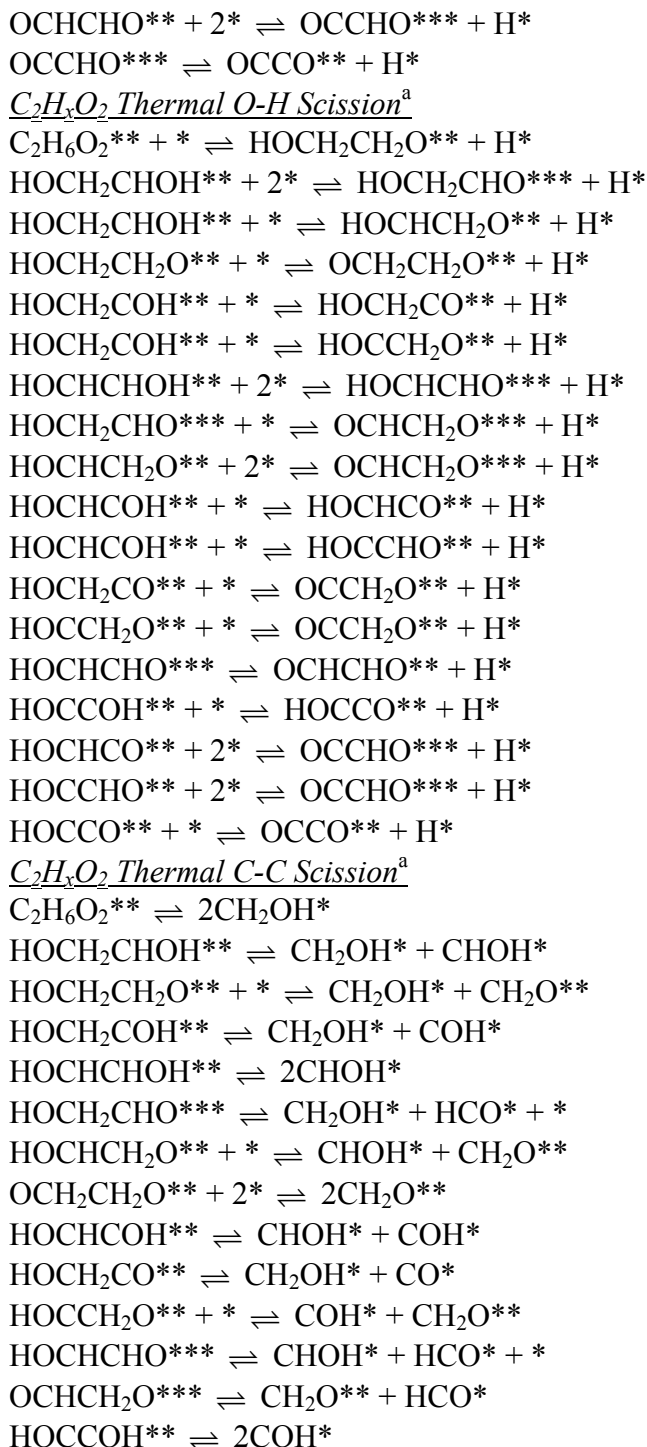 OCHCHO** + 2* ⇌ OCCHO*** + H*
OCCHO*** ⇌ OCCO** + H*
C₂HₓO₂ Thermal O-H Scissionᵃ
C₂H₆O₂** + * ⇌ HOCH₂CH₂O** + H*
HOCH₂CHOH** + 2* ⇌ HOCH₂CHO*** + H*
HOCH₂CHOH** + * ⇌ HOCHCH₂O** + H*
HOCH₂CH₂O** + * ⇌ OCH₂CH₂O** + H*
HOCH₂COH** + * ⇌ HOCH₂CO** + H*
HOCH₂COH** + * ⇌ HOCCH₂O** + H*
HOCHCHOH** + 2* ⇌ HOCHCHO*** + H*
HOCH₂CHO*** + * ⇌ OCHCH₂O*** + H*
HOCHCH₂O** + 2* ⇌ OCHCH₂O*** + H*
HOCHCOH** + * ⇌ HOCHCO** + H*
HOCHCOH** + * ⇌ HOCCHO** + H*
HOCH₂CO** + * ⇌ OCCH₂O** + H*
HOCCH₂O** + * ⇌ OCCH₂O** + H*
HOCHCHO*** ⇌ OCHCHO** + H*
HOCCOH** + * ⇌ HOCCO** + H*
HOCHCO** + 2* ⇌ OCCHO*** + H*
HOCCHO** + 2* ⇌ OCCHO*** + H*
HOCCO** + * ⇌ OCCO** + H*
C₂HₓO₂ Thermal C-C Scissionᵃ
C₂H₆O₂** ⇌ 2CH₂OH*
HOCH₂CHOH** ⇌ CH₂OH* + CHOH*
HOCH₂CH₂O** + * ⇌ CH₂OH* + CH₂O**
HOCH₂COH** ⇌ CH₂OH* + COH*
HOCHCHOH** ⇌ 2CHOH*
HOCH₂CHO*** ⇌ CH₂OH* + HCO* + *
HOCHCH₂O** + * ⇌ CHOH* + CH₂O**
OCH₂CH₂O** + 2* ⇌ 2CH₂O**
HOCHCOH** ⇌ CHOH* + COH*
HOCH₂CO** ⇌ CH₂OH* + CO*
HOCCH₂O** + * ⇌ COH* + CH₂O**
HOCHCHO*** ⇌ CHOH* + HCO* + *
OCHCH₂O*** ⇌ CH₂O** + HCO*
HOCCOH** ⇌ 2COH*